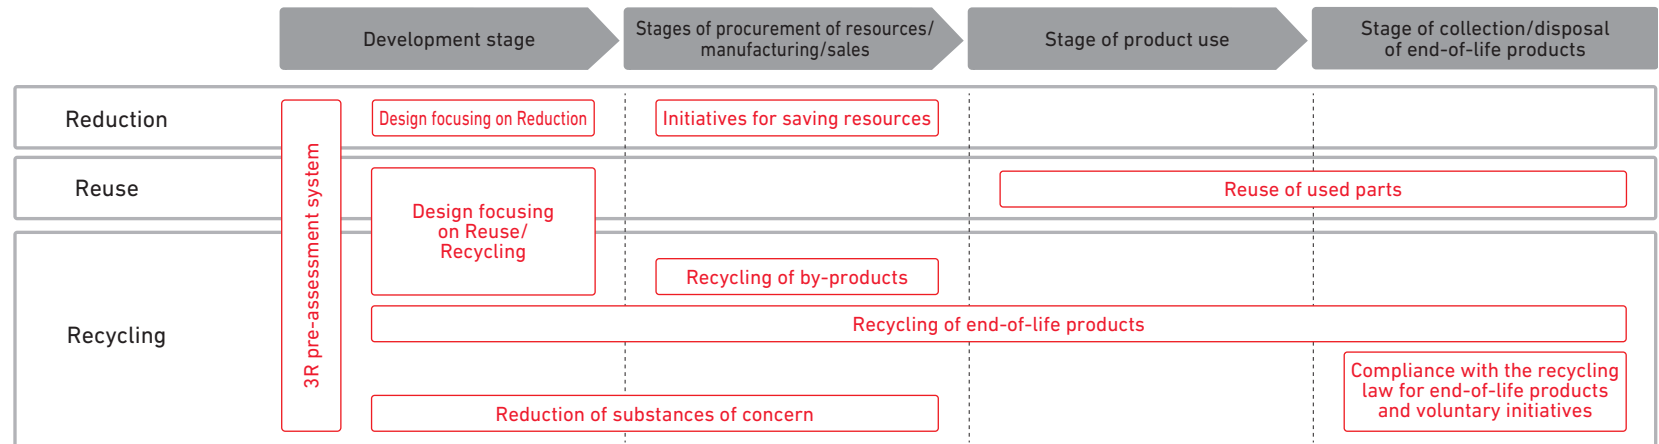 Development stage
Stages of procurement of resources/
manufacturing/sales
Stage of product use
Stage of collection/disposal
of end-of-life products
Reduction
3R pre-assessment system
Design focusing on Reduction
Initiatives for saving resources
Reuse
Design focusing
on Reuse/
Recycling
Reuse of used parts
Recycling
Recycling of by-products
Recycling of end-of-life products
Compliance with the recycling
law for end-of-life products
and voluntary initiatives
Reduction of substances of concern